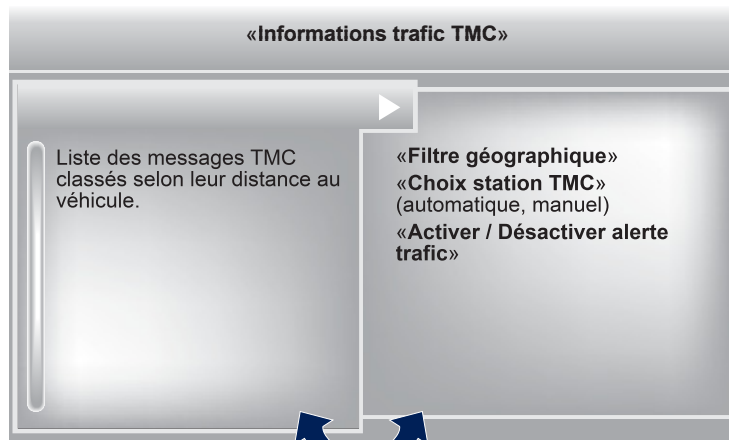 «Informations trafic TMC»
Liste des messages TMC
classés selon leur distance au
véhicule.
«Filtre géographique»
«Choix station TMC»
(automatique, manuel)
«Activer / Désactiver alerte
trafic»